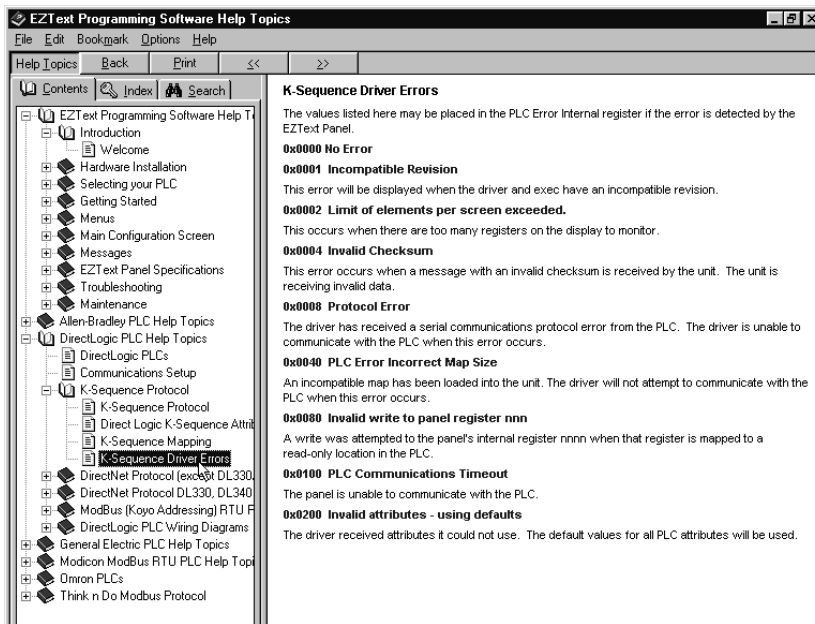 EZText Programming Software Help Topics
File Edit Bookmark Options Help
Help Topics Back Print << >>
Contents Index Search
EZText Programming Software Help T
Introduction
Welcome
Hardware Installation
Selecting your PLC
Getting Started
Menus
Main Configuration Screen
Messages
EZText Panel Specifications
Troubleshooting
Maintenance
Allen-Bradley PLC Help Topics
DirectLogic PLC Help Topics
DirectLogic PLCs
Communications Setup
K-Sequence Protocol
K-Sequence Protocol
Direct Logic K-Sequence Attrib
K-Sequence Mapping
K-Sequence Driver Errors
DirectNet Protocol (except DL330,
DirectNet Protocol DL330, DL340
ModBus (Koyo Addressing) RTU P
DirectLogic PLC Wiring Diagrams
General Electric PLC Help Topics
Modicon ModBus RTU PLC Help Topi
Omron PLCs
Think n Do Modbus Protocol
K-Sequence Driver Errors
The values listed here may be placed in the PLC Error Internal register if the error is detected by the
EZText Panel.
0x0000 No Error
0x0001 Incompatible Revision
This error will be displayed when the driver and exec have an incompatible revision.
0x0002 Limit of elements per screen exceeded.
This occurs when there are too many registers on the display to monitor.
0x0004 Invalid Checksum
This error occurs when a message with an invalid checksum is received by the unit. The unit is
receiving invalid data.
0x0008 Protocol Error
The driver has received a serial communications protocol error from the PLC. The driver is unable to
communicate with the PLC when this error occurs.
0x0040 PLC Error Incorrect Map Size
An incompatible map has been loaded into the unit. The driver will not attempt to communicate with the
PLC when this error occurs.
0x0080 Invalid write to panel register nnn
A write was attempted to the panel's internal register nnnn when that register is mapped to a
read-only location in the PLC.
0x0100 PLC Communications Timeout
The panel is unable to communicate with the PLC.
0x0200 Invalid attributes - using defaults
The driver received attributes it could not use. The default values for all PLC attributes will be used.